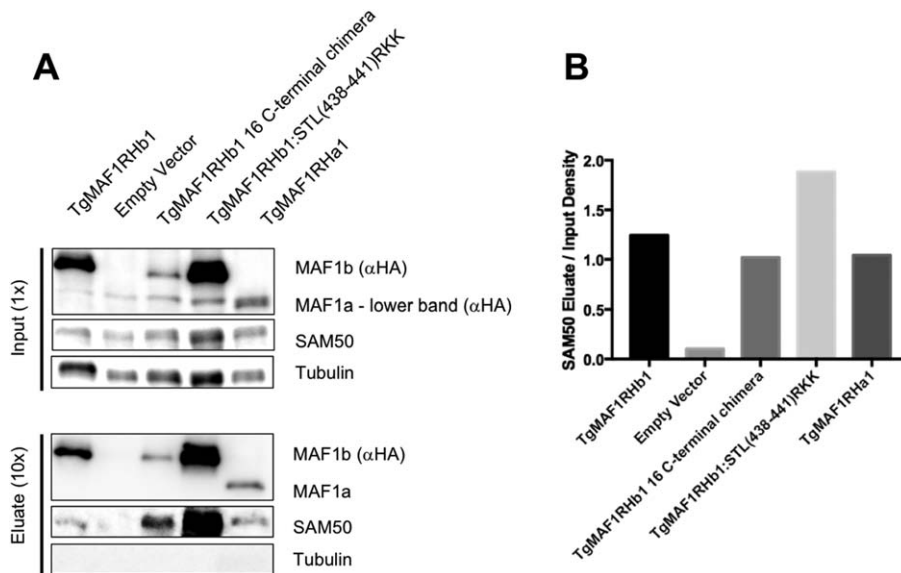 A
TgMAF1RHb1
Empty Vector
TgMAF1RHb1 16 C-terminal chimera
TgMAF1RHb1:STL(438-441)RKK
TgMAF1RHa1
Input (1x)
MAF1b (αHA)
MAF1a - lower band (αHA)
SAM50
Tubulin
Eluate (10x)
MAF1b (αHA)
MAF1a
SAM50
Tubulin
B
SAM50 Eluate / Input Density
2.0
1.5
1.0
0.5
0.0
TgMAF1RHb1
Empty Vector
TgMAF1RHb1 16 C-terminal chimera
TgMAF1RHb1:STL(438-441)RKK
TgMAF1RHa1